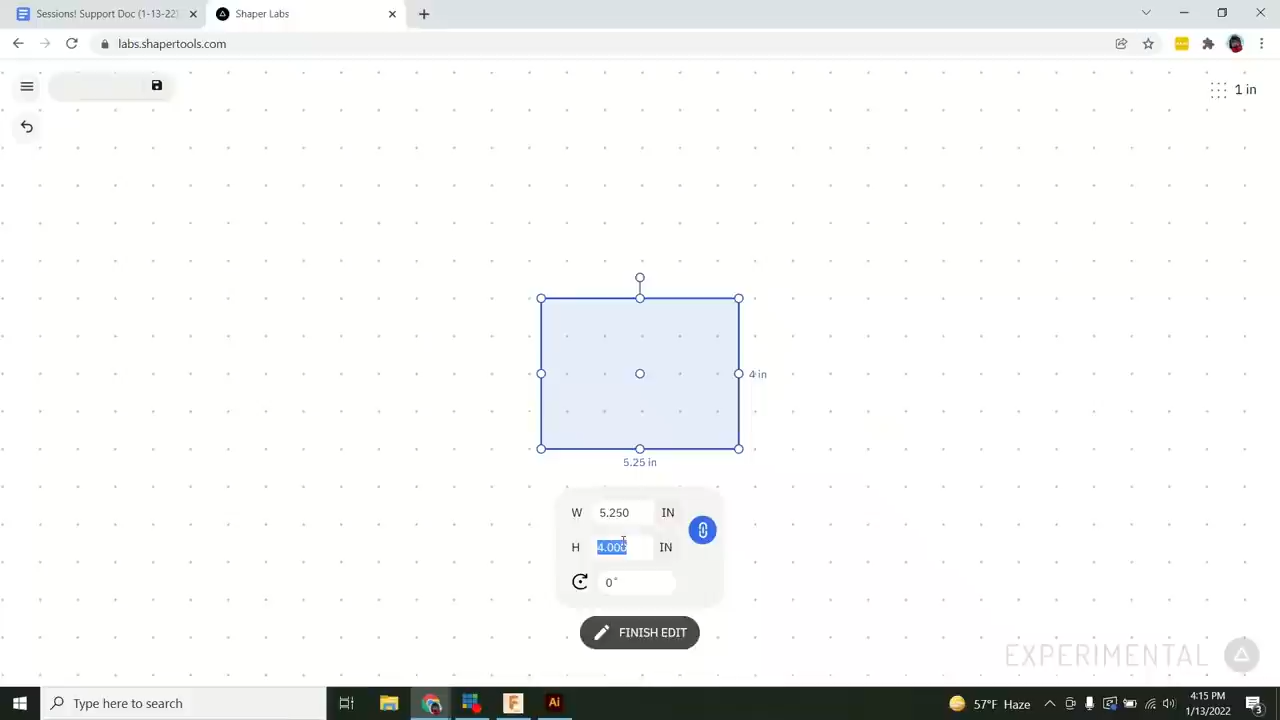 Sessions! Support Doc (1-13-22)
Shaper Labs
labs.shapertools.com
1 in
4 in
5.25 in
W 5.250 IN
H 4.000 IN
0°
FINISH EDIT
EXPERIMENTAL
Type here to search
Ai
57°F Haze
4:15 PM
1/13/2022
3